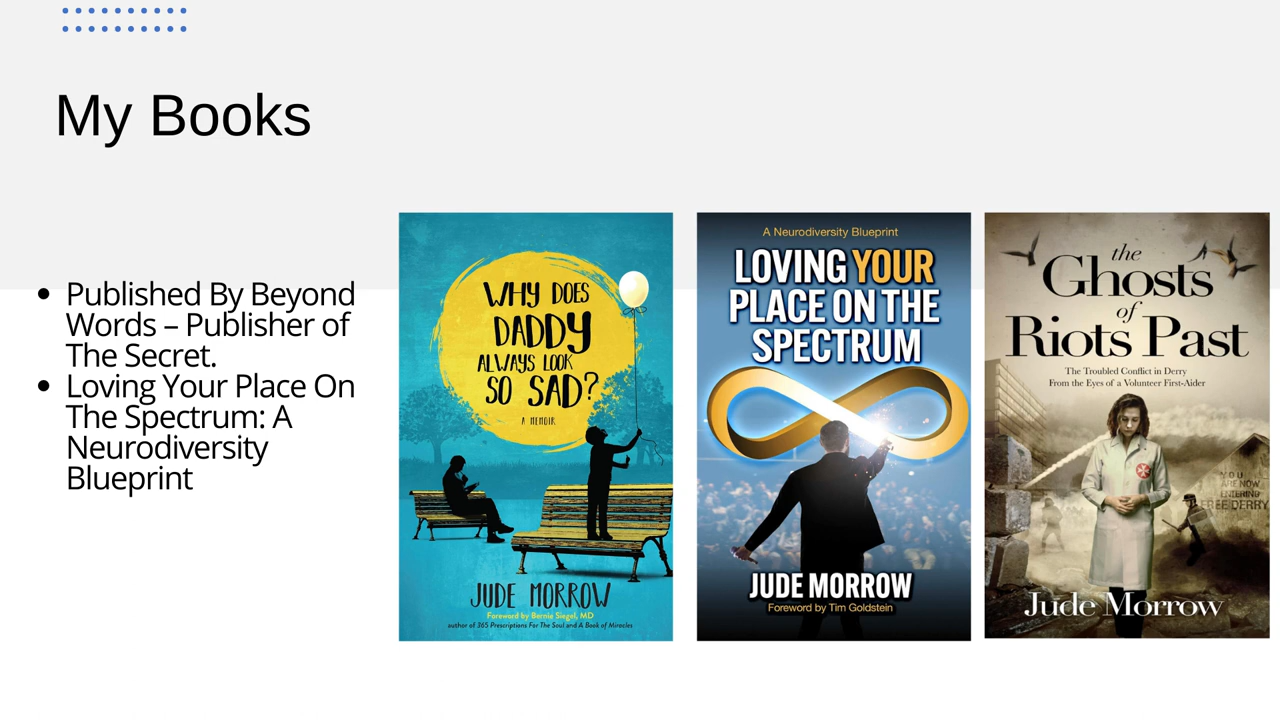 My Books
Published By Beyond
Words – Publisher of
The Secret.
Loving Your Place On
The Spectrum: A
Neurodiversity
Blueprint
WHY DOES
DADDY
ALWAYS LOOK
SO SAD?
A MEMOIR
JUDE MORROW
Foreword by Bernie Siegel, MD
author of 365 Prescriptions For The Soul and A Book of Miracles
A Neurodiversity Blueprint
LOVING YOUR
PLACE ON THE
SPECTRUM
JUDE MORROW
Foreword by Tim Goldstein
the
Ghosts
of
Riots Past
The Troubled Conflict in Derry
From the Eyes of a Volunteer First-Aider
YOU
ARE NOW
ENTERING
FREE DERRY
Jude Morrow